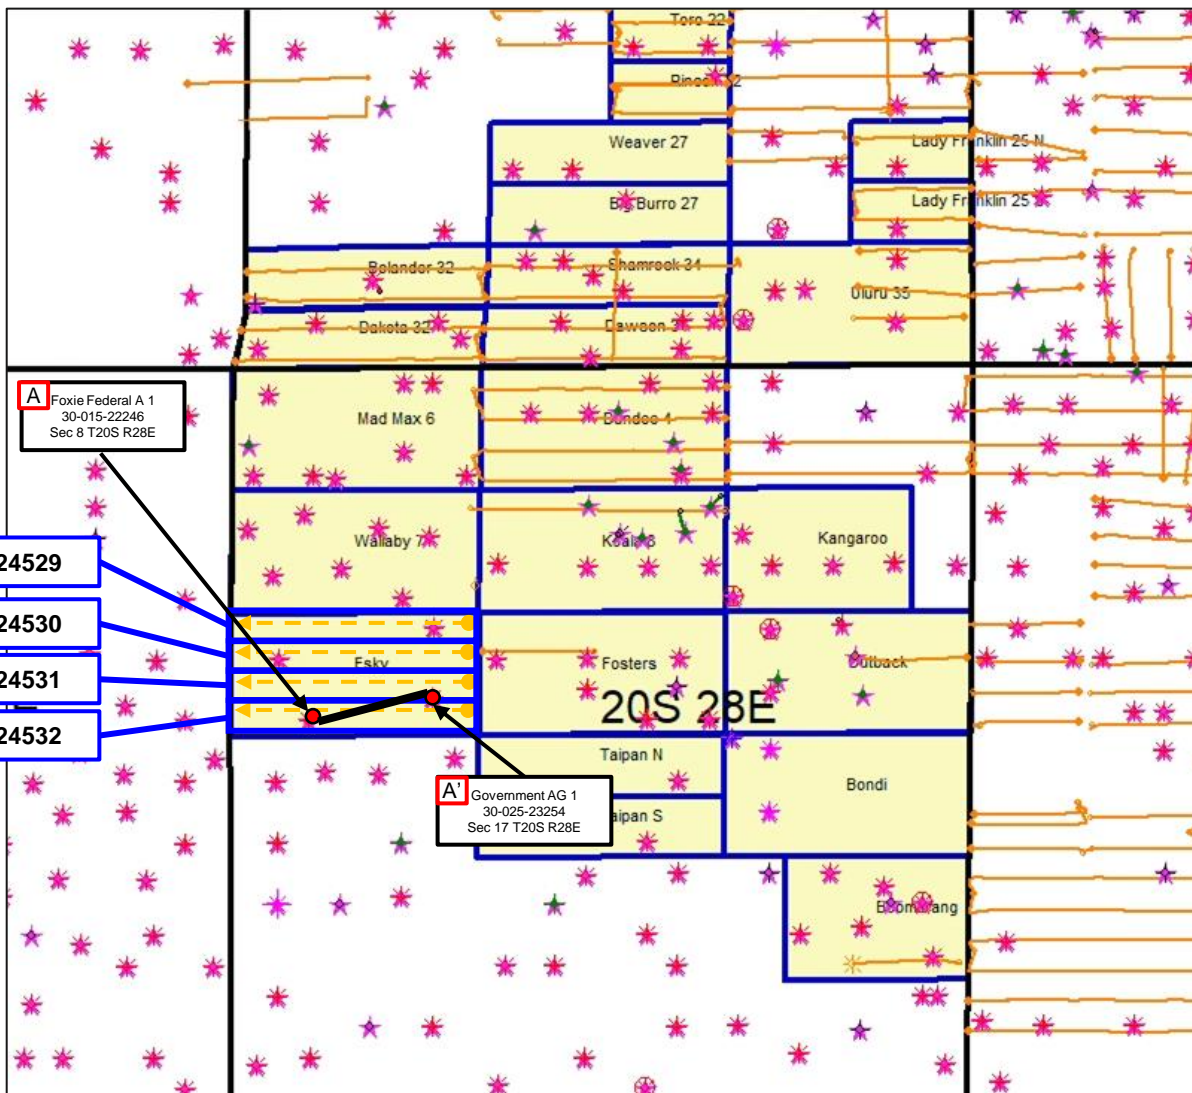 Toro 22
Weaver 27
Lady Franklin 25 N
Big Burro 27
Lady Franklin 25
Bolander 32
Shamrock 34
Uluru 35
Dakota 32
Dawson
A
Foxie Federal A 1
30-015-22246
Sec 8 T20S R28E
Mad Max 6
Dundee 4
Wallaby 7
Koala 8
Kangaroo
24529
24530
24531
24532
Esky
Fosters
Outback
20S 28E
Taipan N
Bondi
A'
Government AG 1
30-025-23254
Sec 17 T20S R28E
aipan S
Boomerang